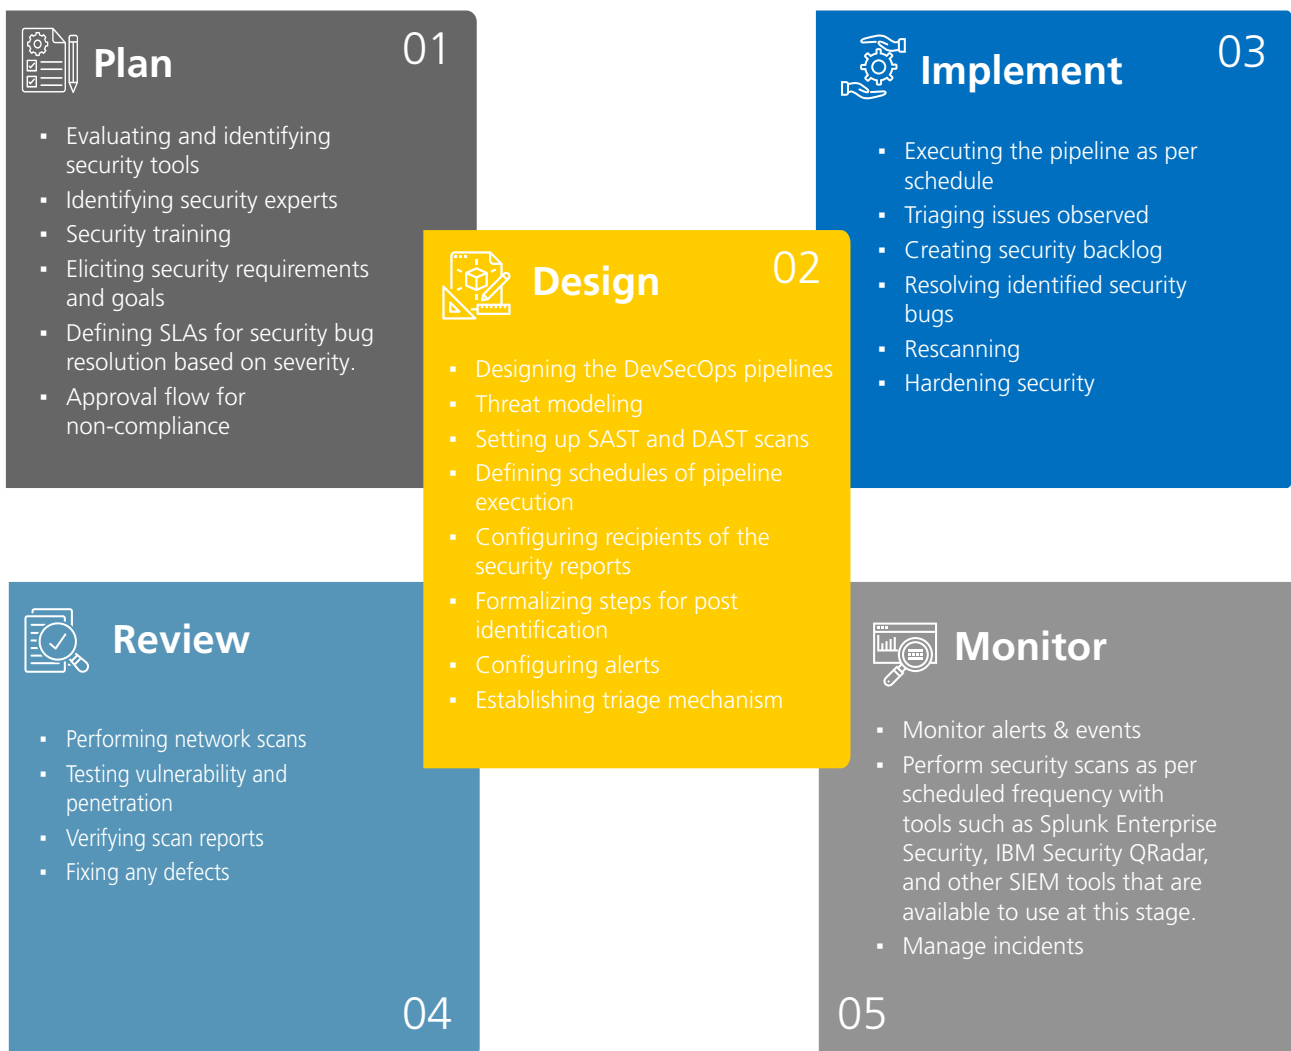 Plan
01
▪ Evaluating and identifying
security tools
▪ Identifying security experts
▪ Security training
▪ Eliciting security requirements
and goals
▪ Defining SLAs for security bug
resolution based on severity.
▪ Approval flow for
non-compliance
Design
02
▪ Designing the DevSecOps pipelines
▪ Threat modeling
▪ Setting up SAST and DAST scans
▪ Defining schedules of pipeline
execution
▪ Configuring recipients of the
security reports
▪ Formalizing steps for post
identification
▪ Configuring alerts
▪ Establishing triage mechanism
Implement
03
▪ Executing the pipeline as per
schedule
▪ Triaging issues observed
▪ Creating security backlog
▪ Resolving identified security
bugs
▪ Rescanning
▪ Hardening security
Review
▪ Performing network scans
▪ Testing vulnerability and
penetration
▪ Verifying scan reports
▪ Fixing any defects
04
Monitor
▪ Monitor alerts & events
▪ Perform security scans as per
scheduled frequency with
tools such as Splunk Enterprise
Security, IBM Security QRadar,
and other SIEM tools that are
available to use at this stage.
▪ Manage incidents
05